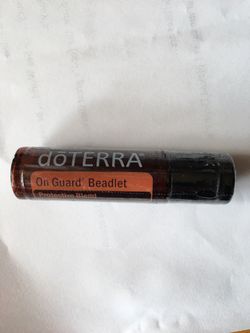 dōTERRA
On Guard® Beadlet
Protective Blend